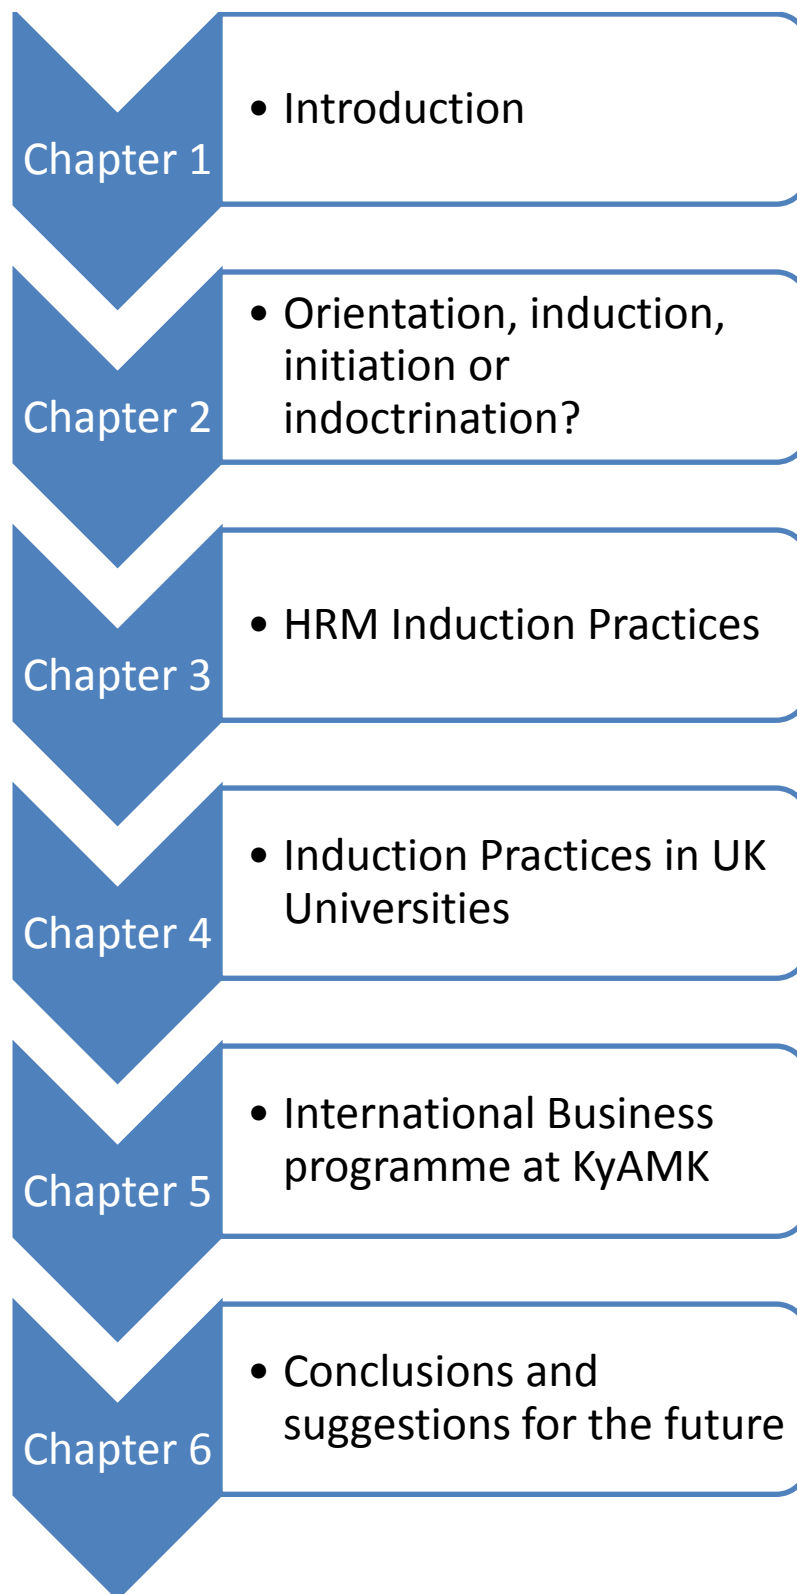 Chapter 1
• Introduction
Chapter 2
• Orientation, induction,
initiation or
indoctrination?
Chapter 3
• HRM Induction Practices
Chapter 4
• Induction Practices in UK
Universities
Chapter 5
• International Business
programme at KyAMK
Chapter 6
• Conclusions and
suggestions for the future